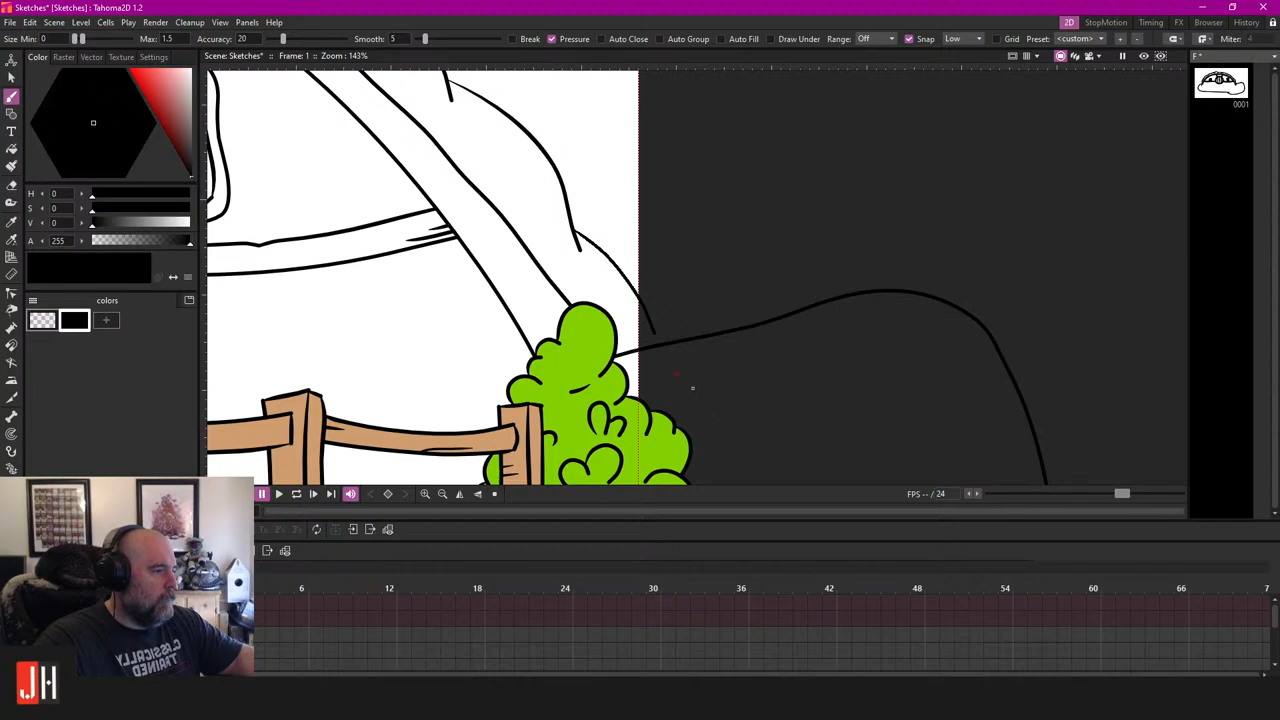 Sketches* [Sketches] : Tahoma2D 1.2
File Edit Scene Level Cells Play Render Cleanup View Panels Help
2D StopMotion Timing FX Browser History
Size Min: 0 Max: 1.5 Accuracy: 20 Smooth: 5 Break Pressure Auto Close Auto Group Auto Fill Draw Under Range: Off Snap Low Grid Preset: <custom> + - Miter: 4
Color Raster Vector Texture Settings
Scene: Sketches* :: Frame: 1 :: Zoom : 143%
F *
0001
H 0
S 0
V 0
A 255
colors
FPS -- / 24
6 12 18 24 30 36 42 48 54 60 66 7
CLASSICALLY
TRAINED
JH